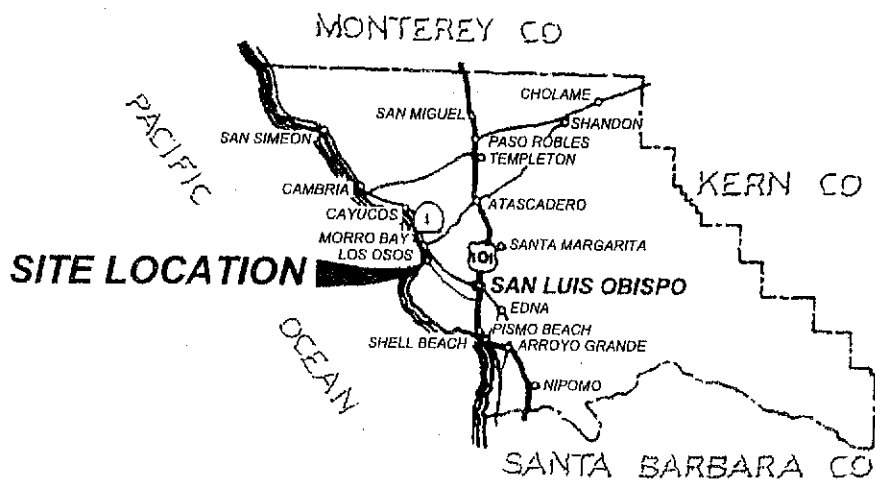 MONTEREY CO
PACIFIC
CHOLAME
SAN MIGUEL
SHANDON
SAN SIMEON
PASO ROBLES
TEMPLETON
KERN CO
CAMBRIA
CAYUCOS
1
ATASCADERO
MORRO BAY
LOS OSOS
101
SANTA MARGARITA
SITE LOCATION
SAN LUIS OBISPO
EDNA
OCEAN
PISMO BEACH
SHELL BEACH
ARROYO GRANDE
NIPOMO
SANTA BARBARA CO